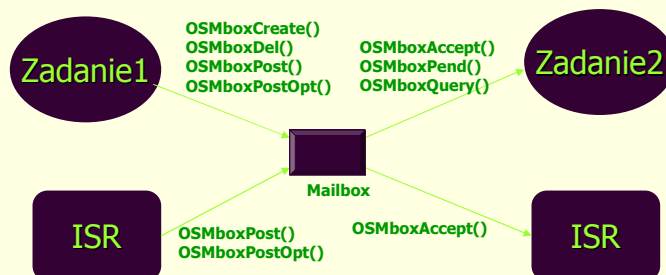 OSMboxCreate()
OSMboxDel()
OSMboxPost()
OSMboxPostOpt()
Zadanie1
OSMboxAccept()
OSMboxPend()
OSMboxQuery()
Zadanie2
Mailbox
ISR
OSMboxPost()
OSMboxPostOpt()
OSMboxAccept()
ISR